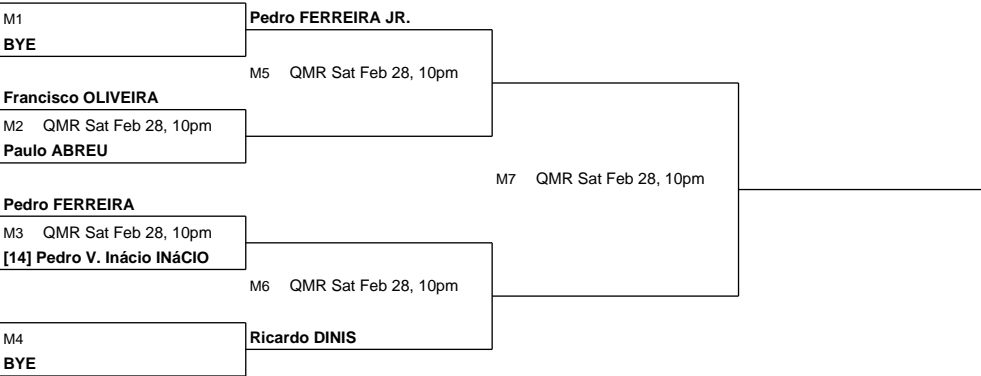 M1
BYE
Pedro FERREIRA JR.
M5 QMR Sat Feb 28, 10pm
Francisco OLIVEIRA
M2 QMR Sat Feb 28, 10pm
Paulo ABREU
M7 QMR Sat Feb 28, 10pm
Pedro FERREIRA
M3 QMR Sat Feb 28, 10pm
[14] Pedro V. Inácio INáCIO
M6 QMR Sat Feb 28, 10pm
Ricardo DINIS
M4
BYE